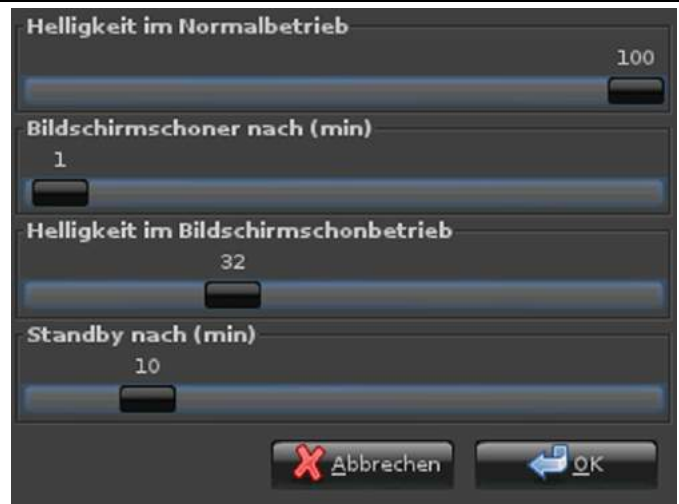 Helligkeit im Normalbetrieb
100
Bildschirmschoner nach (min)
1
Helligkeit im Bildschirmschonbetrieb
32
Standby nach (min)
10
Abbrechen
OK